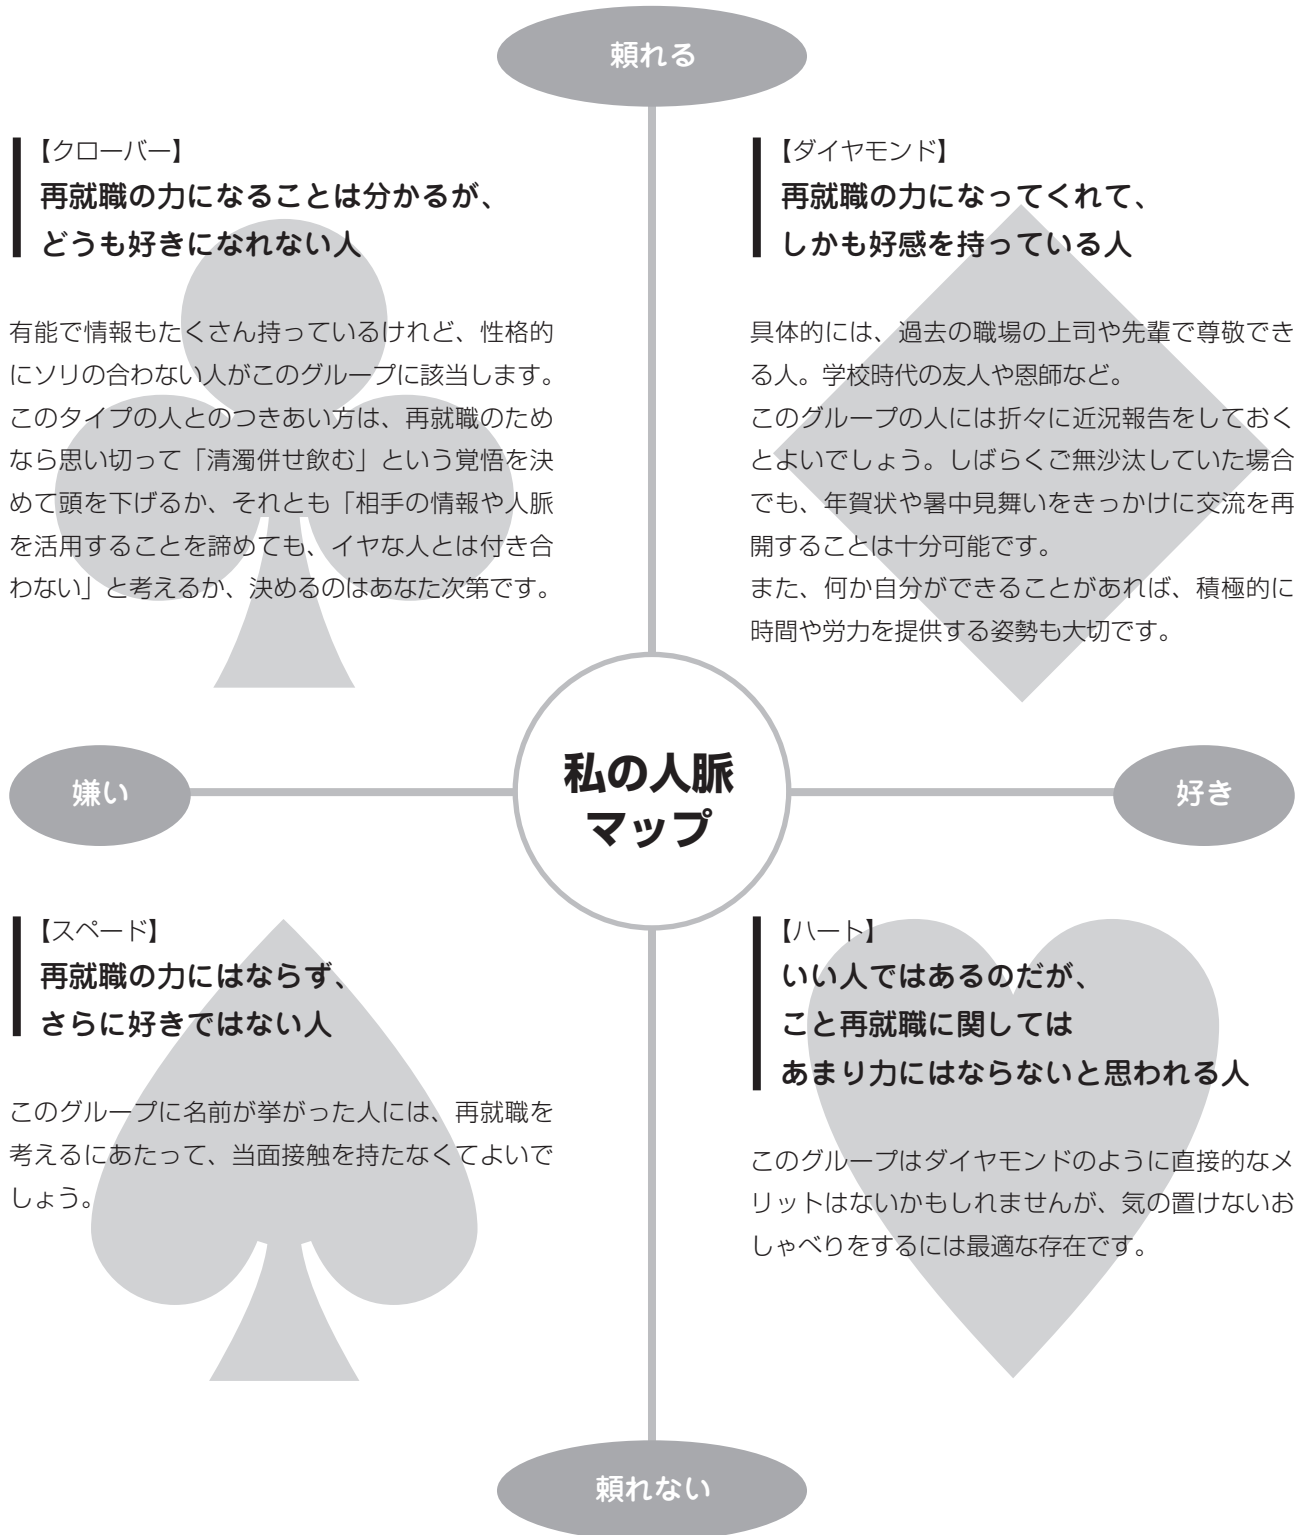 頼れる
【クローバー】
再就職の力になることは分かるが、
どうも好きになれない人
有能で情報もたくさん持っているけれど、性格的
にソリの合わない人がこのグループに該当します。
このタイプの人とのつきあい方は、再就職のため
なら思い切って「清濁併せ飲む」という覚悟を決
めて頭を下げるか、それとも「相手の情報や人脈
を活用することを諦めても、イヤな人とは付き合
わない」と考えるか、決めるのはあなた次第です。
【ダイヤモンド】
再就職の力になってくれて、
しかも好感を持っている人
具体的には、過去の職場の上司や先輩で尊敬でき
る人。学校時代の友人や恩師など。
このグループの人には折々に近況報告をしておく
とよいでしょう。しばらくご無沙汰していた場合
でも、年賀状や暑中見舞いをきっかけに交流を再
開することは十分可能です。
また、何か自分ができることがあれば、積極的に
時間や労力を提供する姿勢も大切です。
嫌い
私の人脈
マップ
好き
【スペード】
再就職の力にはならず、
さらに好きではない人
このグループに名前が挙がった人には、再就職を
考えるにあたって、当面接触を持たなくてよいで
しょう。
【ハート】
いい人ではあるのだが、
こと再就職に関しては
あまり力にはならないと思われる人
このグループはダイヤモンドのように直接的なメ
リットはないかもしれませんが、気の置けないお
しゃべりをするには最適な存在です。
頼れない